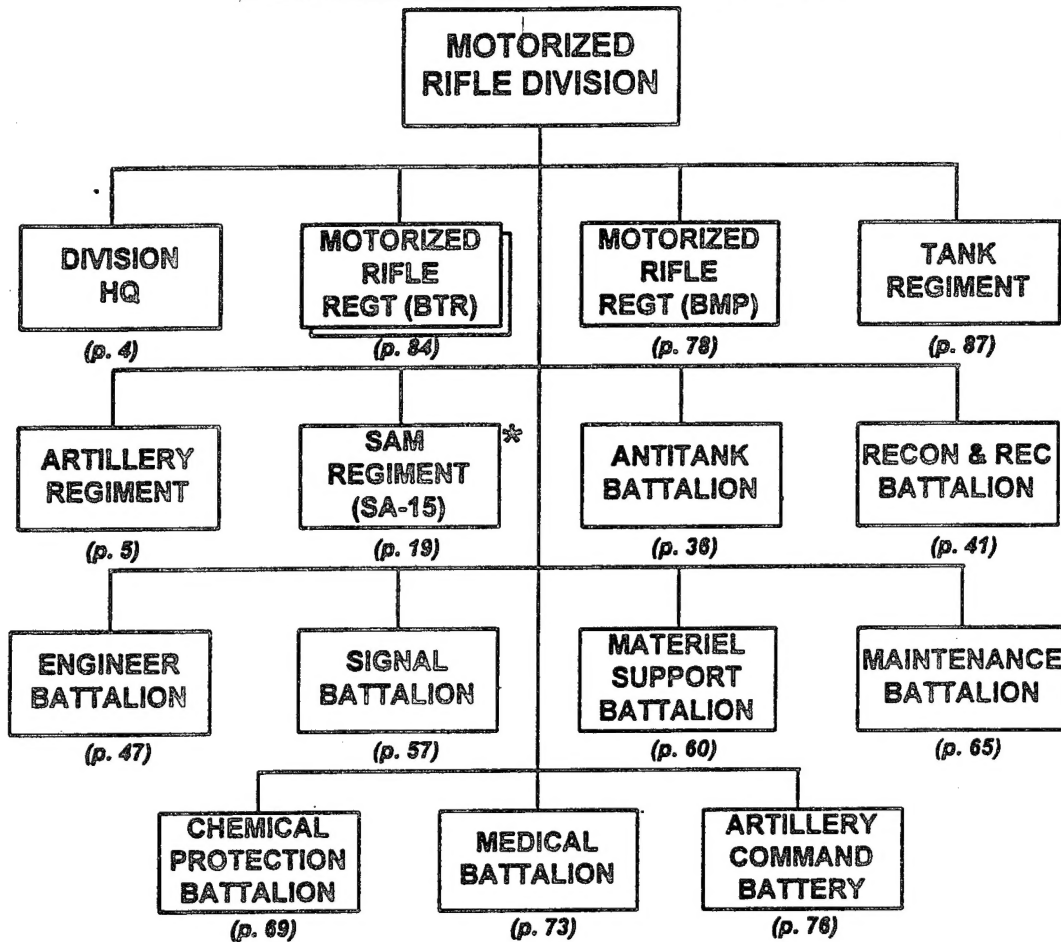 MOTORIZED
RIFLE DIVISION
DIVISION
HQ
(p. 4)
MOTORIZED
RIFLE
REGT (BTR)
(p. 84)
MOTORIZED
RIFLE
REGT (BMP)
(p. 78)
TANK
REGIMENT
(p. 87)
ARTILLERY
REGIMENT
(p. 5)
SAM
REGIMENT
(SA-15)
*
(p. 19)
ANTITANK
BATTALION
(p. 36)
RECON & REC
BATTALION
(p. 41)
ENGINEER
BATTALION
(p. 47)
SIGNAL
BATTALION
(p. 57)
MATERIEL
SUPPORT
BATTALION
(p. 60)
MAINTENANCE
BATTALION
(p. 65)
CHEMICAL
PROTECTION
BATTALION
(p. 69)
MEDICAL
BATTALION
(p. 73)
ARTILLERY
COMMAND
BATTERY
(p. 76)